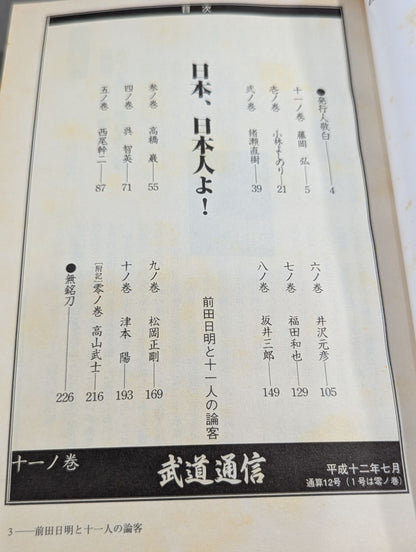 目次
日本、日本人よ！
●発行人敬白――4
十一ノ巻 藤岡 弘――5
壱ノ巻 小林よしのり――21
弐ノ巻 猪瀬直樹――39
参ノ巻 高橋 巌――55
四ノ巻 呉 智英――71
五ノ巻 西尾幹二――87
前田日明と十一人の論客
六ノ巻 井沢元彦――105
七ノ巻 福田和也――129
八ノ巻 坂井三郎――149
九ノ巻 松岡正剛――169
十ノ巻 津本 陽――193
[附記]零ノ巻 高山武士――216
●無銘刀――226
十一ノ巻
武道通信
平成十二年七月
通算12号（1号は零ノ巻）
3――前田日明と十一人の論客